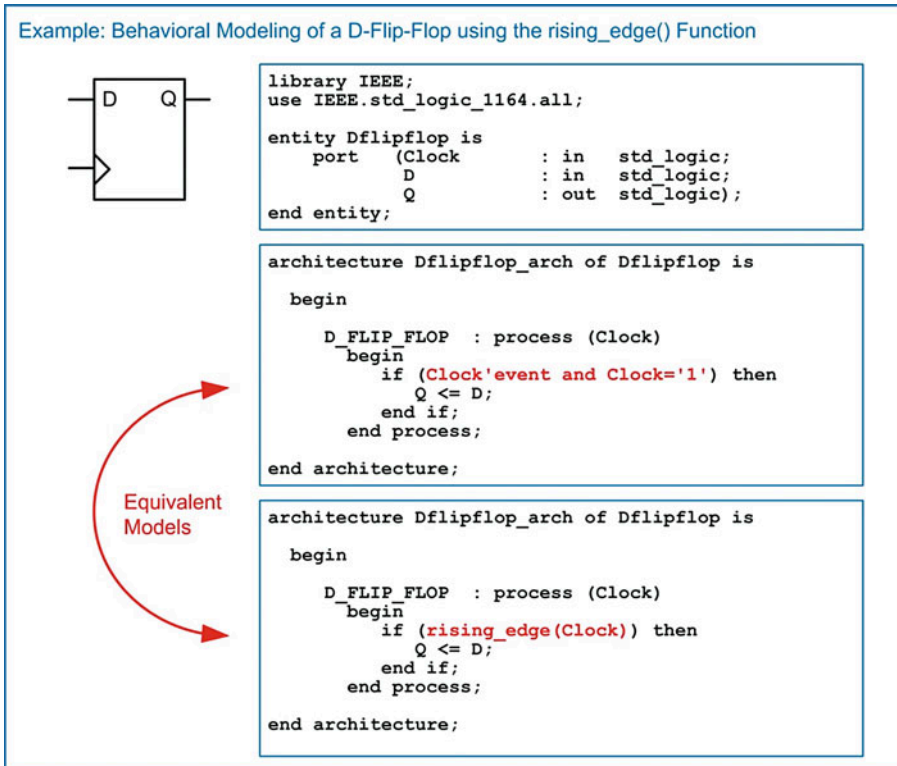 Example: Behavioral Modeling of a D-Flip-Flop using the rising_edge() Function
D Q
library IEEE;
use IEEE.std_logic_1164.all;
entity Dflipflop is
port (Clock : in std_logic;
D : in std_logic;
Q : out std_logic);
end entity;
architecture Dflipflop_arch of Dflipflop is
begin
D_FLIP_FLOP : process (Clock)
begin
if (Clock'event and Clock='1') then
Q <= D;
end if;
end process;
end architecture;
Equivalent
Models
architecture Dflipflop_arch of Dflipflop is
begin
D_FLIP_FLOP : process (Clock)
begin
if (rising_edge(Clock)) then
Q <= D;
end if;
end process;
end architecture;